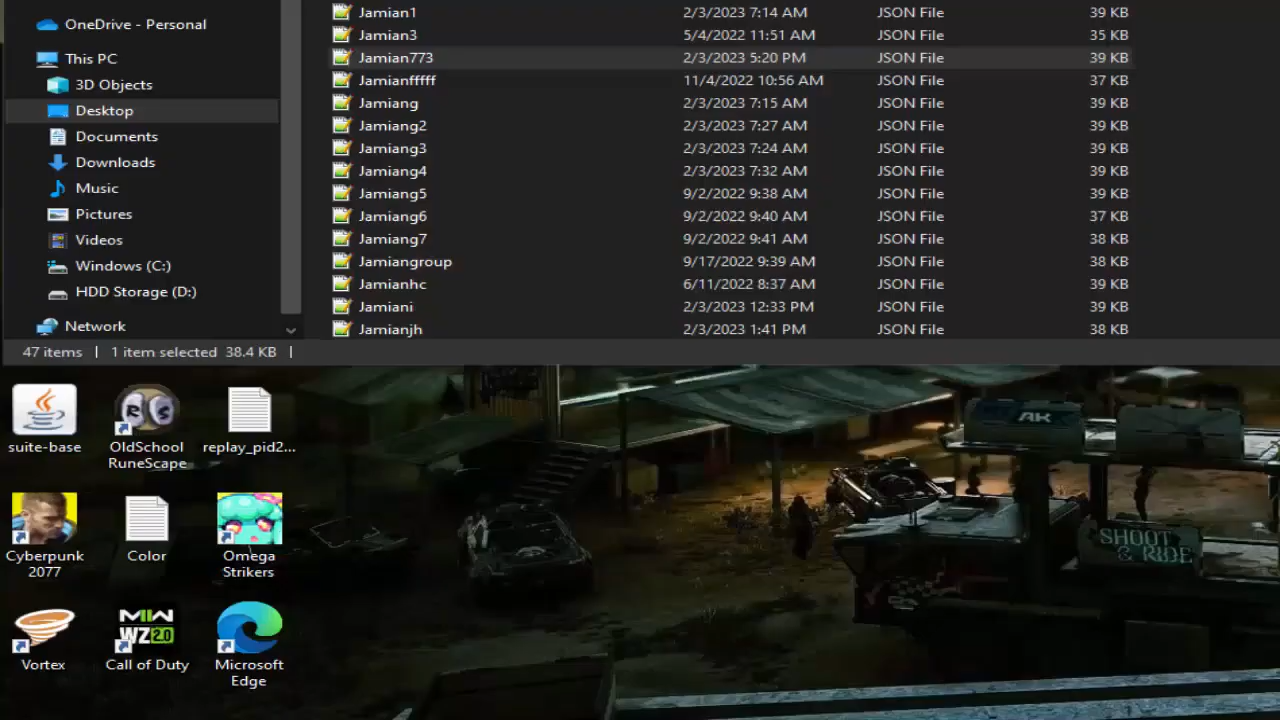 OneDrive - Personal
This PC
3D Objects
Desktop
Documents
Downloads
Music
Pictures
Videos
Windows (C:)
HDD Storage (D:)
Network
Jamian1 2/3/2023 7:14 AM JSON File 39 KB
Jamian3 5/4/2022 11:51 AM JSON File 35 KB
Jamian773 2/3/2023 5:20 PM JSON File 39 KB
Jamianfffff 11/4/2022 10:56 AM JSON File 37 KB
Jamiang 2/3/2023 7:15 AM JSON File 39 KB
Jamiang2 2/3/2023 7:27 AM JSON File 39 KB
Jamiang3 2/3/2023 7:24 AM JSON File 39 KB
Jamiang4 2/3/2023 7:32 AM JSON File 39 KB
Jamiang5 9/2/2022 9:38 AM JSON File 39 KB
Jamiang6 9/2/2022 9:40 AM JSON File 37 KB
Jamiang7 9/2/2022 9:41 AM JSON File 38 KB
Jamiangroup 9/17/2022 9:39 AM JSON File 38 KB
Jamianhc 6/11/2022 8:37 AM JSON File 38 KB
Jamiani 2/3/2023 12:33 PM JSON File 39 KB
Jamianjh 2/3/2023 1:41 PM JSON File 38 KB
47 items | 1 item selected 38.4 KB |
suite-base
OldSchool
RuneScape
replay_pid2...
Cyberpunk
2077
Color
Omega
Strikers
MW
WZ 2.0
Vortex
Call of Duty
Microsoft
Edge
AK
SHOOT
& RIDE